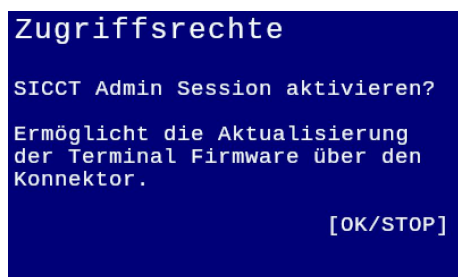 Zugriffsrechte
SICCT Admin Session aktivieren?
Ermöglicht die Aktualisierung
der Terminal Firmware über den
Konnektor.
[OK/STOP]